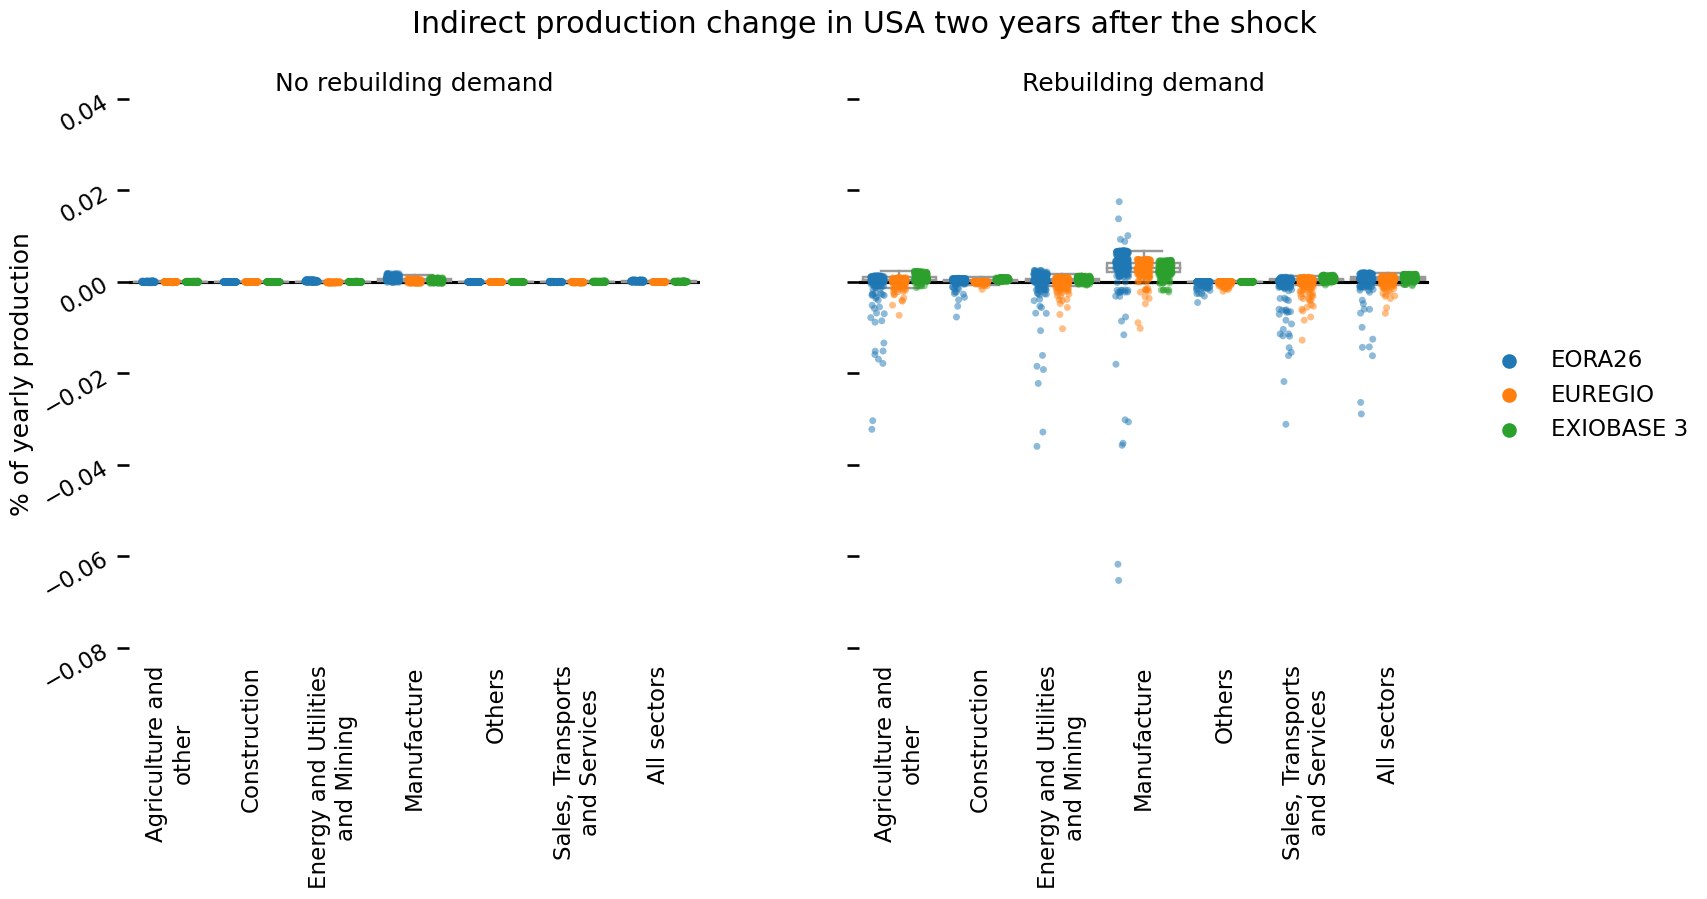 Indirect production change in USA two years after the shock
No rebuilding demand
Rebuilding demand
% of yearly production
0.04
0.02
0.00
−0.02
−0.04
−0.06
−0.08
Agriculture and
other
Construction
Energy and Utilities
and Mining
Manufacture
Others
Sales, Transports
and Services
All sectors
Agriculture and
other
Construction
Energy and Utilities
and Mining
Manufacture
Others
Sales, Transports
and Services
All sectors
EORA26
EUREGIO
EXIOBASE 3